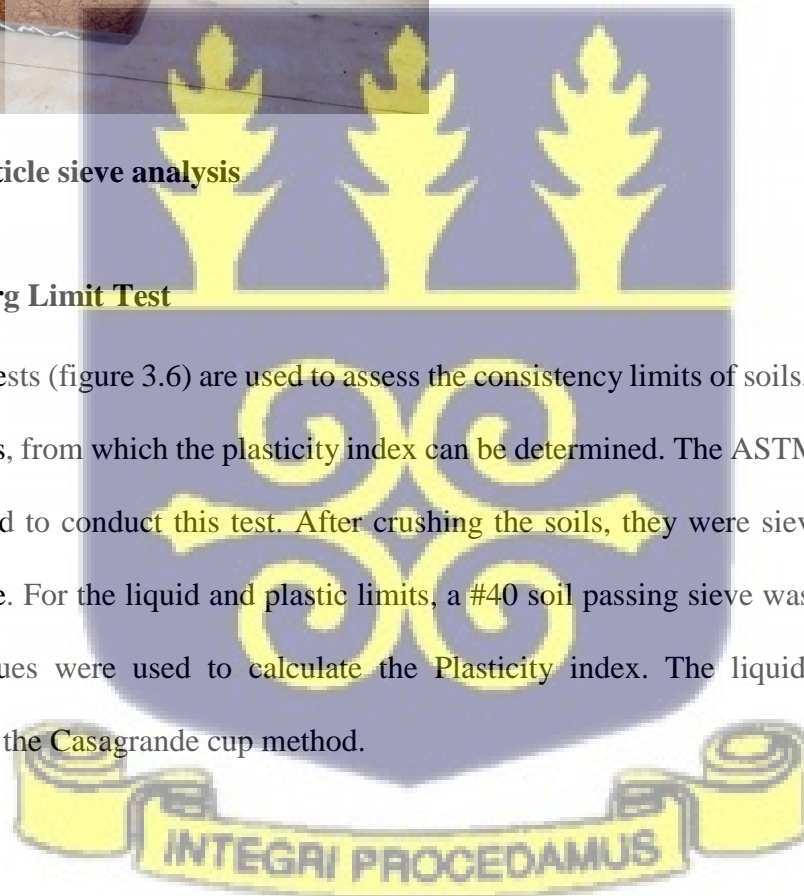 ticle sieve analysis
rg Limit Test
ests (figure 3.6) are used to assess the consistency limits of soils.
s, from which the plasticity index can be determined. The ASTM
d to conduct this test. After crushing the soils, they were siev
e. For the liquid and plastic limits, a #40 soil passing sieve was
ues were used to calculate the Plasticity index. The liquid
the Casagrande cup method.
INTEGRI PROCEDAMUS